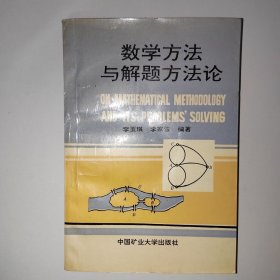 数学方法
与解题方法论
ON MATHEMATICAL METHODOLOGY
AND ITS PROBLEMS' SOLVING
编著
中国矿业大学出版社